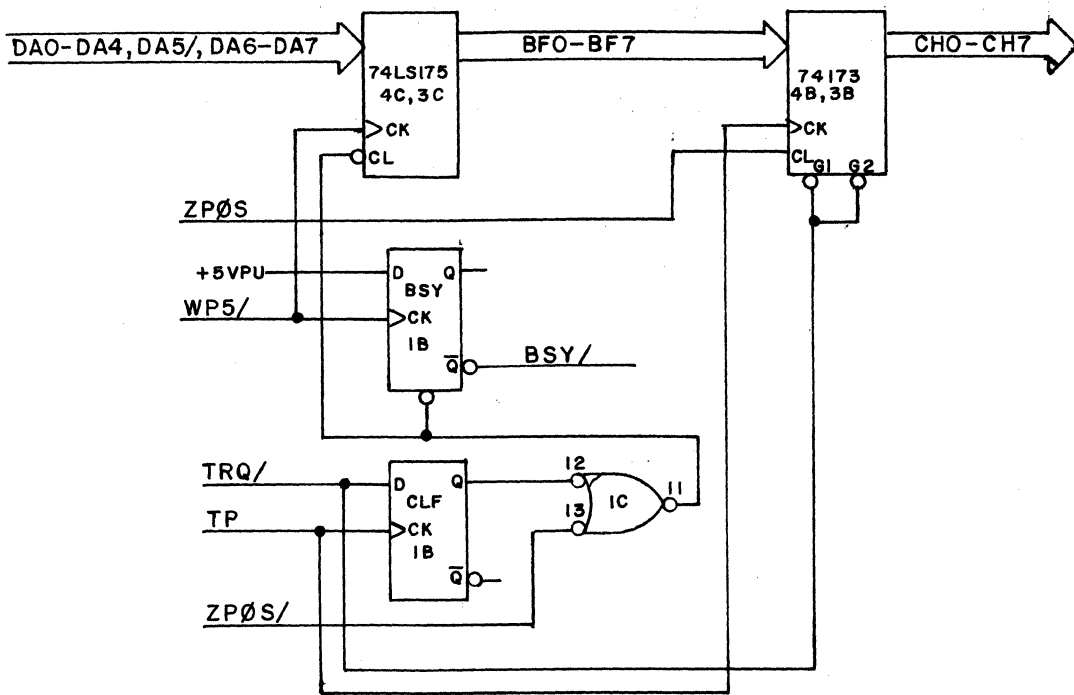 DA0-DA4, DA5/, DA6-DA7
74LS175
4C, 3C
CK
CL
BF0-BF7
74173
4B, 3B
CK
CL
G1
G2
CH0-CH7
ZPØS
+5VPU
WP5/
D
Q
BSY
CK
1B
Q̅
BSY/
TRQ/
TP
D
Q
CLF
CK
1B
Q̅
12
13
1C
11
ZPØS/